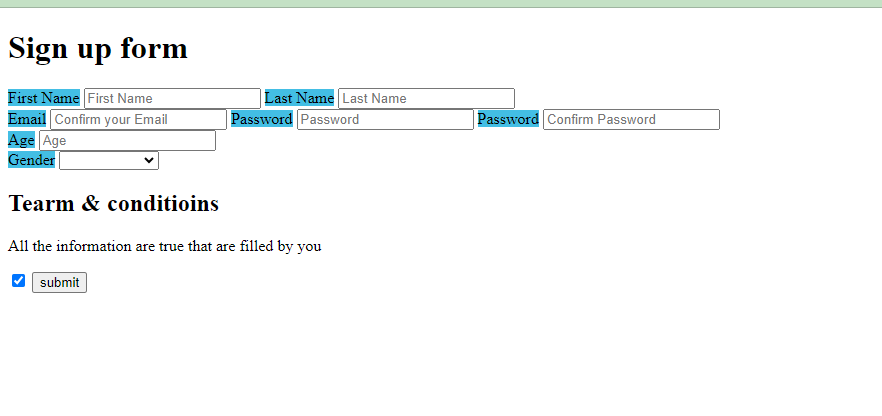 Sign up form
First Name First Name Last Name Last Name
Email Confirm your Email Password Password Password Confirm Password
Age Age
Gender
Tearm & conditioins
All the information are true that are filled by you
submit